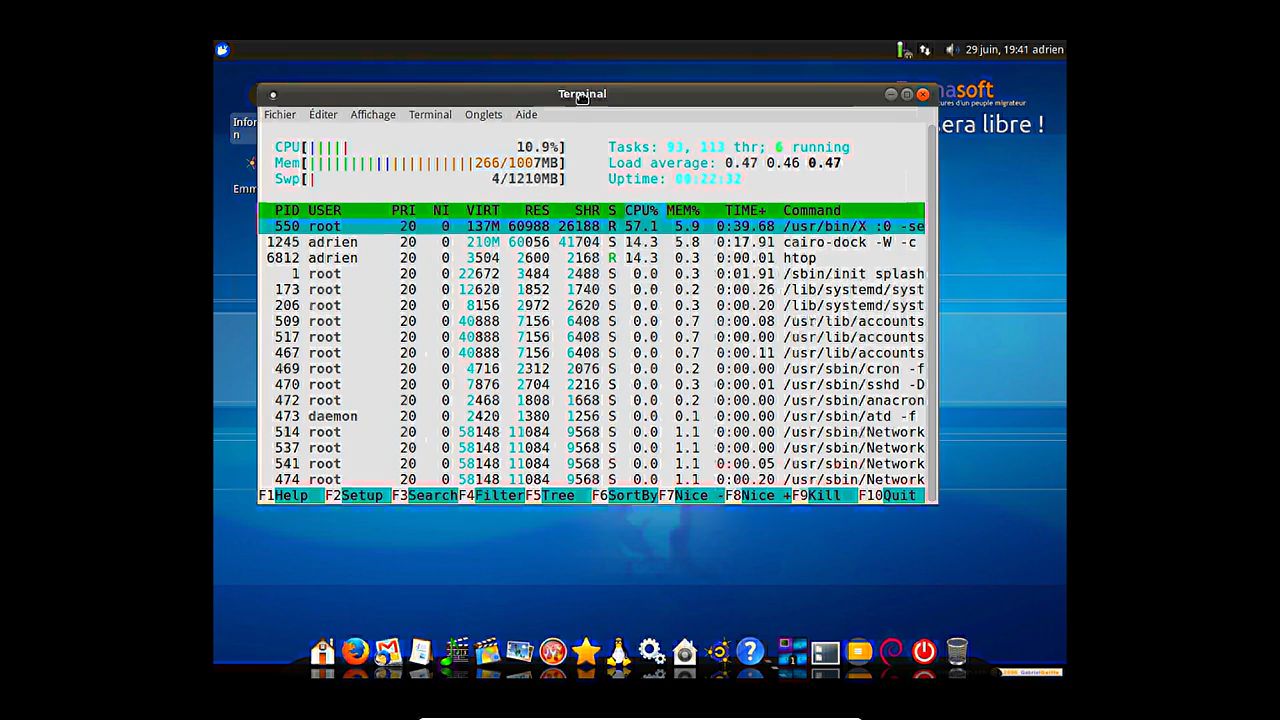 29 juin, 19:41 adrien
Terminal
Fichier Éditer Affichage Terminal Onglets Aide
asoft
ures d'un peuple migrateur
sera libre !
Infor
n
Emm
CPU[||||| 10.9%] Tasks: 93, 113 thr; 6 running
Mem[||||||||||||||||||||266/1007MB] Load average: 0.47 0.46 0.47
Swp[| 4/1210MB] Uptime: 00:22:32
PID USER PRI NI VIRT RES SHR S CPU% MEM% TIME+ Command
550 root 20 0 137M 60988 26188 R 57.1 5.9 0:39.68 /usr/bin/X :0 -se
1245 adrien 20 0 210M 60056 41704 S 14.3 5.8 0:17.91 cairo-dock -W -c
6812 adrien 20 0 3504 2600 2168 R 14.3 0.3 0:00.01 htop
1 root 20 0 22672 3484 2488 S 0.0 0.3 0:01.91 /sbin/init splash
173 root 20 0 12620 1852 1740 S 0.0 0.2 0:00.26 /lib/systemd/syst
206 root 20 0 8156 2972 2620 S 0.0 0.3 0:00.20 /lib/systemd/syst
509 root 20 0 40888 7156 6408 S 0.0 0.7 0:00.08 /usr/lib/accounts
517 root 20 0 40888 7156 6408 S 0.0 0.7 0:00.00 /usr/lib/accounts
467 root 20 0 40888 7156 6408 S 0.0 0.7 0:00.11 /usr/lib/accounts
469 root 20 0 4716 2312 2076 S 0.0 0.2 0:00.00 /usr/sbin/cron -f
470 root 20 0 7876 2704 2216 S 0.0 0.3 0:00.01 /usr/sbin/sshd -D
472 root 20 0 2468 1808 1668 S 0.0 0.2 0:00.00 /usr/sbin/anacron
473 daemon 20 0 2420 1380 1256 S 0.0 0.1 0:00.00 /usr/sbin/atd -f
514 root 20 0 58148 11084 9568 S 0.0 1.1 0:00.00 /usr/sbin/Network
537 root 20 0 58148 11084 9568 S 0.0 1.1 0:00.00 /usr/sbin/Network
541 root 20 0 58148 11084 9568 S 0.0 1.1 0:00.05 /usr/sbin/Network
474 root 20 0 58148 11084 9568 S 0.0 1.1 0:00.20 /usr/sbin/Network
F1Help F2Setup F3SearchF4FilterF5Tree F6SortByF7Nice -F8Nice +F9Kill F10Quit
1